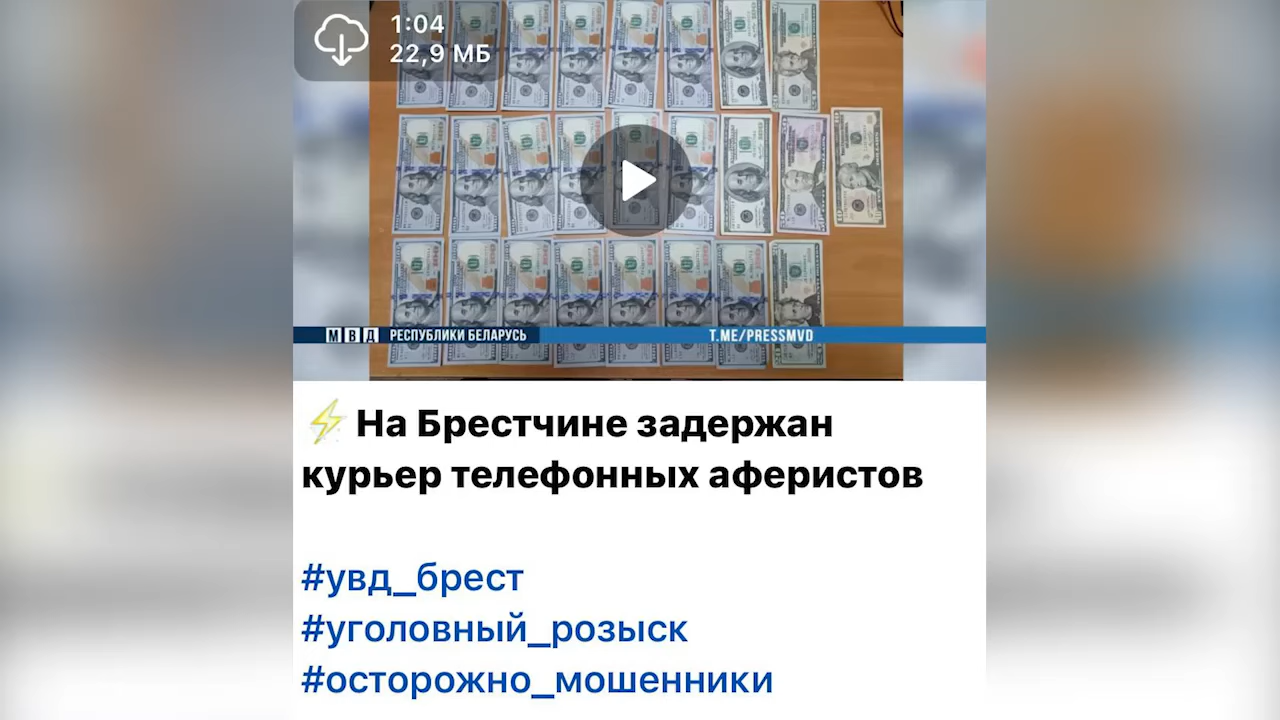 1:04
22,9 МБ
МВД РЕСПУБЛИКИ БЕЛАРУСЬ T.ME/PRESSMVD
⚡На Брестчине задержан
курьер телефонных аферистов
#увд_брест
#уголовный_розыск
#осторожно_мошенники